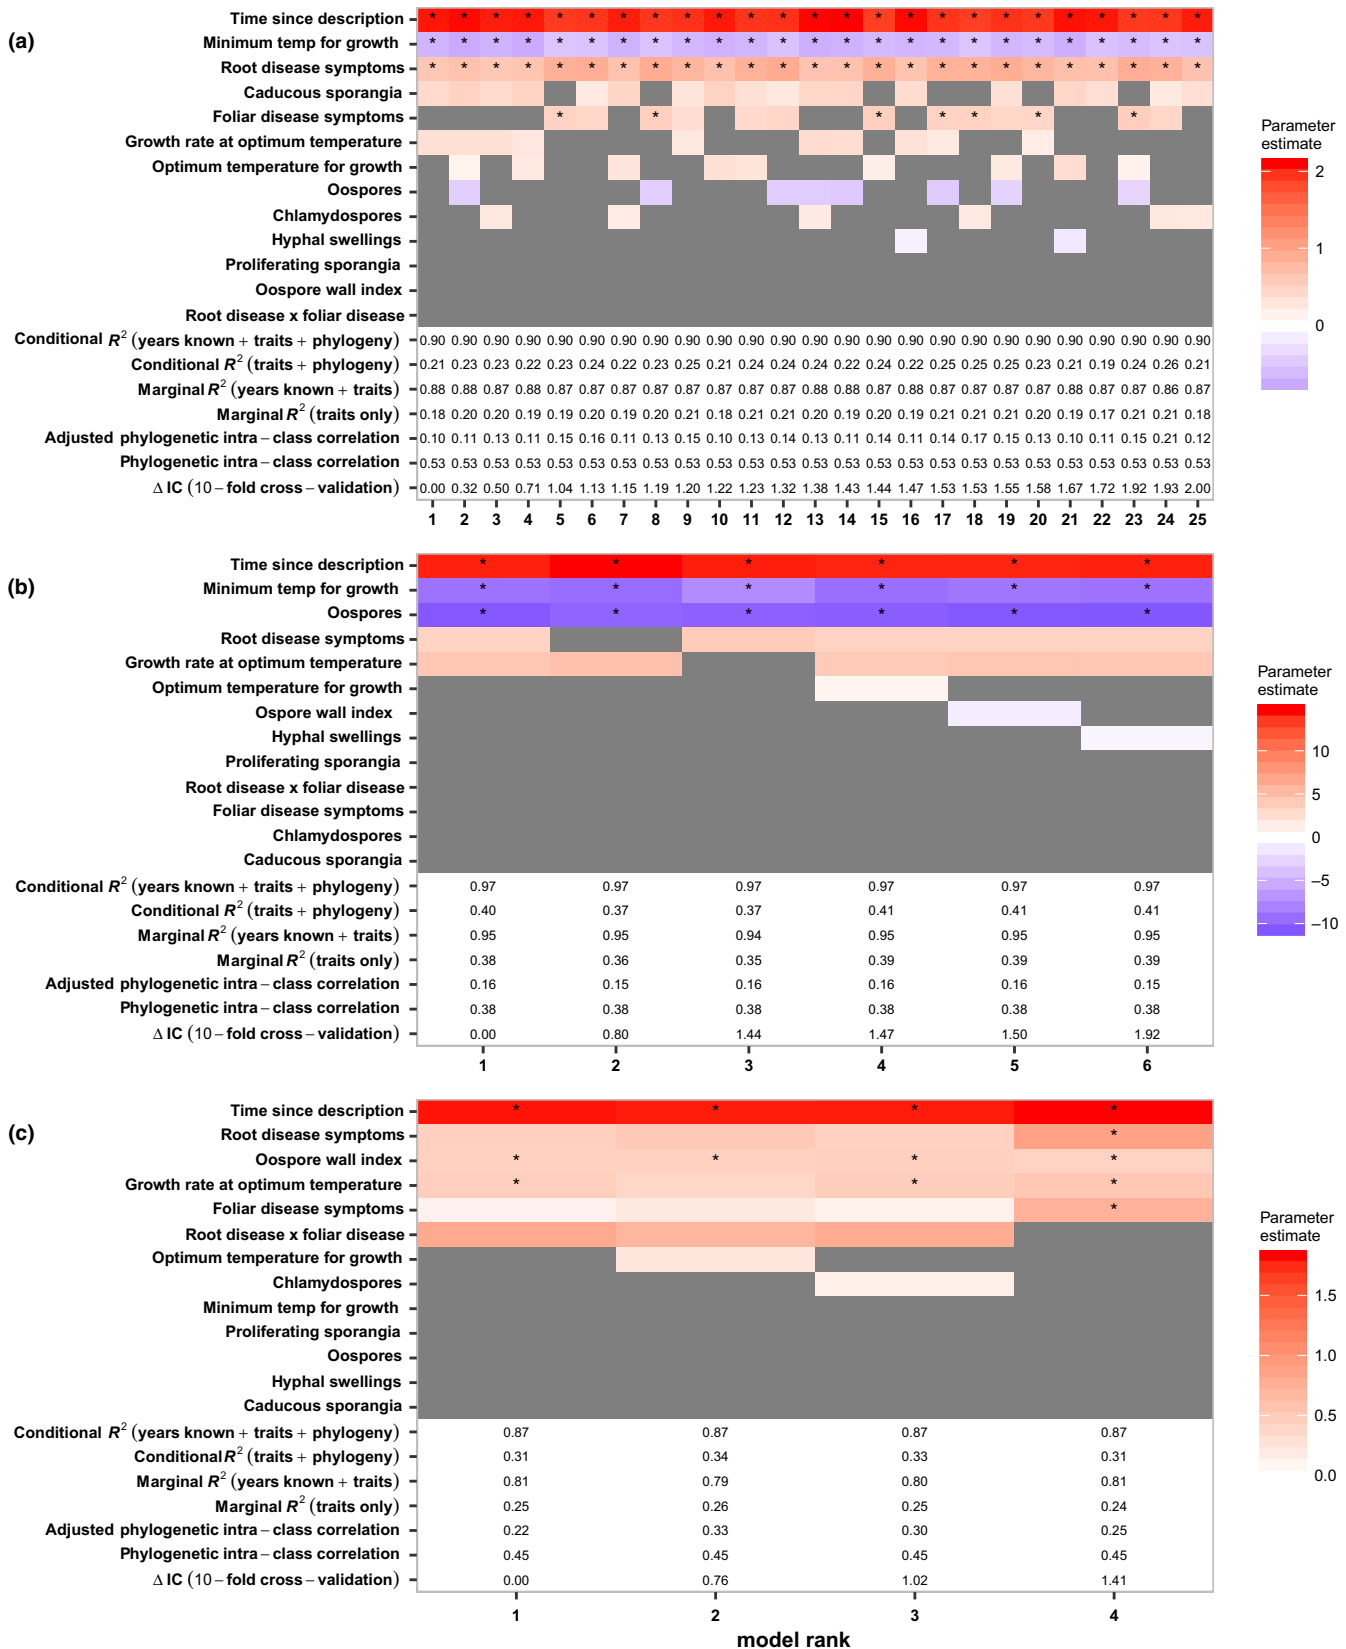 (a)
Time since description * * * * * * * * * * * * * * * * * * * * * * * * *
Minimum temp for growth * * * * * * * * * * * * * * * * * * * * * * * * *
Root disease symptoms * * * * * * * * * * * * * * * * * * * * * * * * *
Caducous sporangia
Foliar disease symptoms * * * * * * *
Growth rate at optimum temperature
Optimum temperature for growth
Oospores
Chlamydospores
Hyphal swellings
Proliferating sporangia
Oospore wall index
Root disease x foliar disease
Conditional R² (years known + traits + phylogeny) 0.90 0.90 0.90 0.90 0.90 0.90 0.90 0.90 0.90 0.90 0.90 0.90 0.90 0.90 0.90 0.90 0.90 0.90 0.90 0.90 0.90 0.90 0.90 0.90 0.90
Conditional R² (traits + phylogeny) 0.21 0.23 0.23 0.22 0.23 0.24 0.22 0.23 0.25 0.21 0.24 0.24 0.24 0.22 0.24 0.22 0.25 0.25 0.25 0.23 0.21 0.19 0.24 0.26 0.21
Marginal R² (years known + traits) 0.88 0.88 0.87 0.88 0.87 0.87 0.87 0.87 0.87 0.88 0.87 0.87 0.88 0.88 0.87 0.88 0.87 0.87 0.87 0.87 0.88 0.87 0.87 0.86 0.87
Marginal R² (traits only) 0.18 0.20 0.20 0.19 0.19 0.20 0.19 0.20 0.21 0.18 0.21 0.21 0.20 0.19 0.20 0.19 0.21 0.21 0.21 0.20 0.19 0.17 0.21 0.21 0.18
Adjusted phylogenetic intra−class correlation 0.10 0.11 0.13 0.11 0.15 0.16 0.11 0.13 0.15 0.10 0.13 0.14 0.13 0.11 0.14 0.11 0.14 0.17 0.15 0.13 0.10 0.11 0.15 0.21 0.12
Phylogenetic intra−class correlation 0.53 0.53 0.53 0.53 0.53 0.53 0.53 0.53 0.53 0.53 0.53 0.53 0.53 0.53 0.53 0.53 0.53 0.53 0.53 0.53 0.53 0.53 0.53 0.53 0.53
Δ IC (10−fold cross−validation) 0.00 0.32 0.50 0.71 1.04 1.13 1.15 1.19 1.20 1.22 1.23 1.32 1.38 1.43 1.44 1.47 1.53 1.53 1.55 1.58 1.67 1.72 1.92 1.93 2.00
1 2 3 4 5 6 7 8 9 10 11 12 13 14 15 16 17 18 19 20 21 22 23 24 25
Parameter
estimate
2
1
0
(b)
Time since description * * * * * *
Minimum temp for growth * * * * * *
Oospores * * * * * *
Root disease symptoms
Growth rate at optimum temperature
Optimum temperature for growth
Ospore wall index
Hyphal swellings
Proliferating sporangia
Root disease x foliar disease
Foliar disease symptoms
Chlamydospores
Caducous sporangia
Conditional R² (years known + traits + phylogeny) 0.97 0.97 0.97 0.97 0.97 0.97
Conditional R² (traits + phylogeny) 0.40 0.37 0.37 0.41 0.41 0.41
Marginal R² (years known + traits) 0.95 0.95 0.94 0.95 0.95 0.95
Marginal R² (traits only) 0.38 0.36 0.35 0.39 0.39 0.39
Adjusted phylogenetic intra−class correlation 0.16 0.15 0.16 0.16 0.16 0.15
Phylogenetic intra−class correlation 0.38 0.38 0.38 0.38 0.38 0.38
Δ IC (10−fold cross−validation) 0.00 0.80 1.44 1.47 1.50 1.92
1 2 3 4 5 6
Parameter
estimate
10
5
0
−5
−10
(c)
Time since description * * * *
Root disease symptoms *
Oospore wall index * * * *
Growth rate at optimum temperature * * *
Foliar disease symptoms *
Root disease x foliar disease
Optimum temperature for growth
Chlamydospores
Minimum temp for growth
Proliferating sporangia
Oospores
Hyphal swellings
Caducous sporangia
Conditional R² (years known + traits + phylogeny) 0.87 0.87 0.87 0.87
Conditional R² (traits + phylogeny) 0.31 0.34 0.33 0.31
Marginal R² (years known + traits) 0.81 0.79 0.80 0.81
Marginal R² (traits only) 0.25 0.26 0.25 0.24
Adjusted phylogenetic intra−class correlation 0.22 0.33 0.30 0.25
Phylogenetic intra−class correlation 0.45 0.45 0.45 0.45
Δ IC (10−fold cross−validation) 0.00 0.76 1.02 1.41
1 2 3 4
model rank
Parameter
estimate
1.5
1.0
0.5
0.0